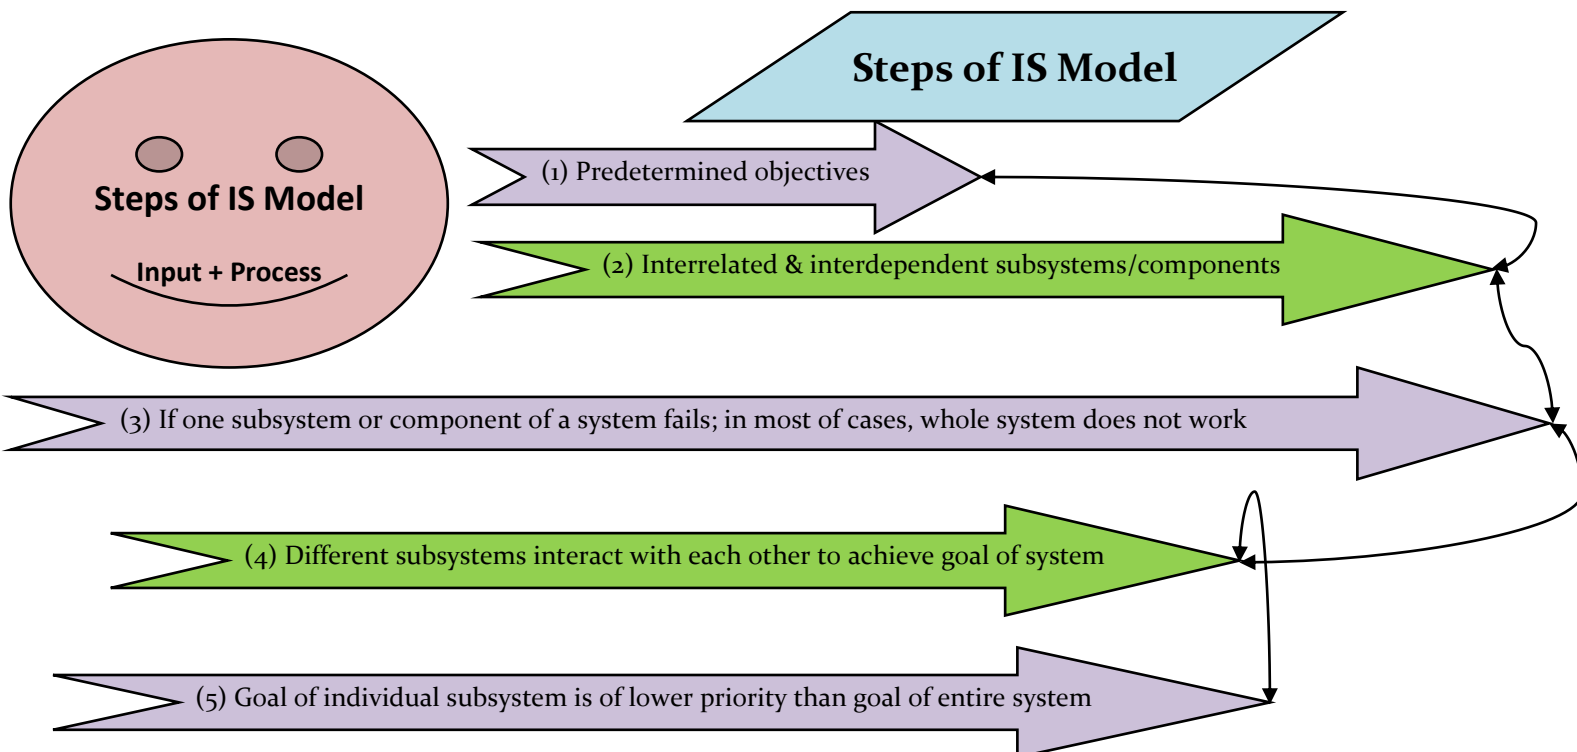 Steps of IS Model
Steps of IS Model
Input + Process
(1) Predetermined objectives
(2) Interrelated & interdependent subsystems/components
(3) If one subsystem or component of a system fails; in most of cases, whole system does not work
(4) Different subsystems interact with each other to achieve goal of system
(5) Goal of individual subsystem is of lower priority than goal of entire system